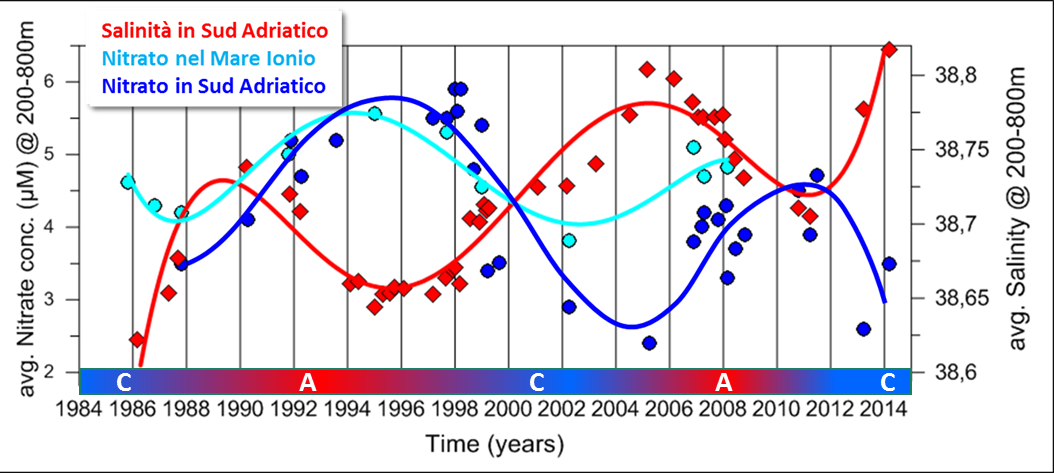 Salinità in Sud Adriatico
Nitrato nel Mare Ionio
Nitrato in Sud Adriatico
avg. Nitrate conc. (µM) @ 200-800m
6
5
4
3
2
38,8
38,75
38,7
38,65
38,6
avg. Salinity @ 200-800m
C A C A C
1984 1986 1988 1990 1992 1994 1996 1998 2000 2002 2004 2006 2008 2010 2012 2014
Time (years)